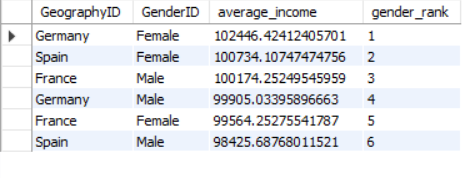 GeographyID GenderID average_income gender_rank
Germany Female 102446.42412405701 1
Spain Female 100734.10747474756 2
France Male 100174.25249545959 3
Germany Male 99905.03395896663 4
France Female 99564.25275541787 5
Spain Male 98425.68768011521 6